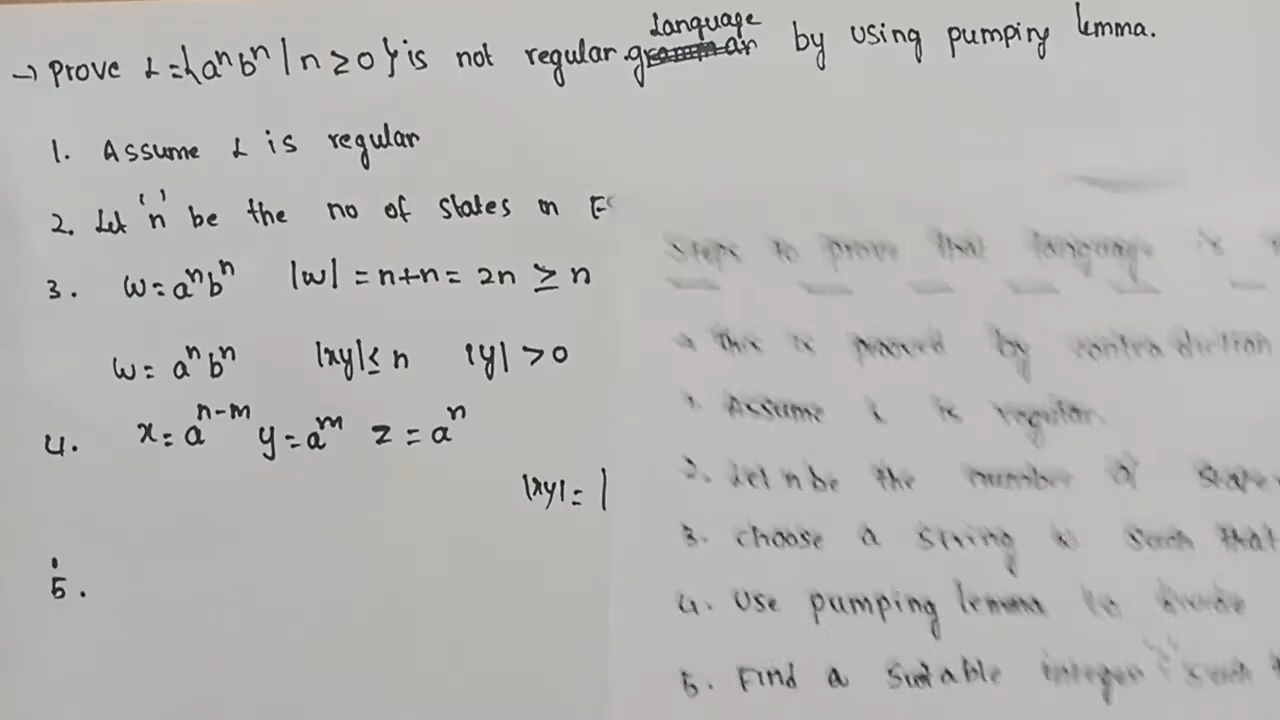 → Prove L={aⁿbⁿ | n ≥ 0} is not regular Language by using pumping lemma.
1. Assume L is regular
2. Let 'n' be the no of states in
3. w = aⁿbⁿ |w| = n+n = 2n ≥ n
w = aⁿbⁿ |xy| ≤ n |y| > 0
4. x = aⁿ⁻ᵐ y = aᵐ z = aⁿ
|xy| = |
5.
Steps to prove that language is
→ This is proved by contradiction
1. Assume L is regular.
2. Let n be the number of state
3. choose a string w such that
4. Use pumping lemma to divide
5. Find a suitable integer 'i' such